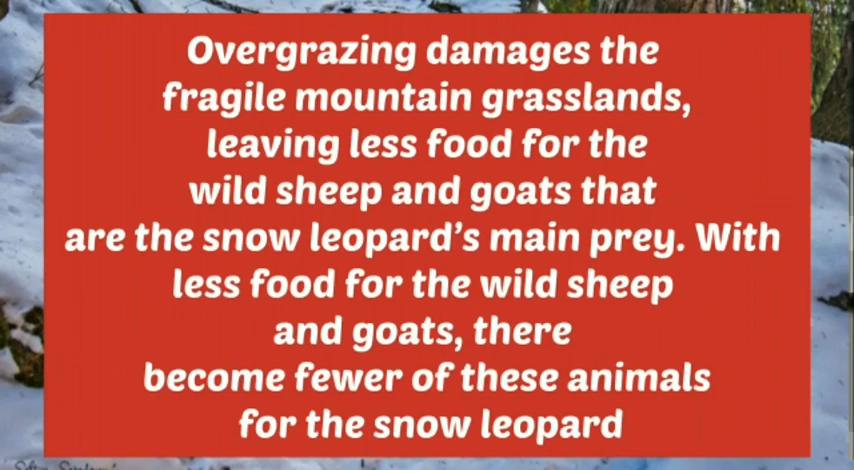 Overgrazing damages the
fragile mountain grasslands,
leaving less food for the
wild sheep and goats that
are the snow leopard’s main prey. With
less food for the wild sheep
and goats, there
become fewer of these animals
for the snow leopard